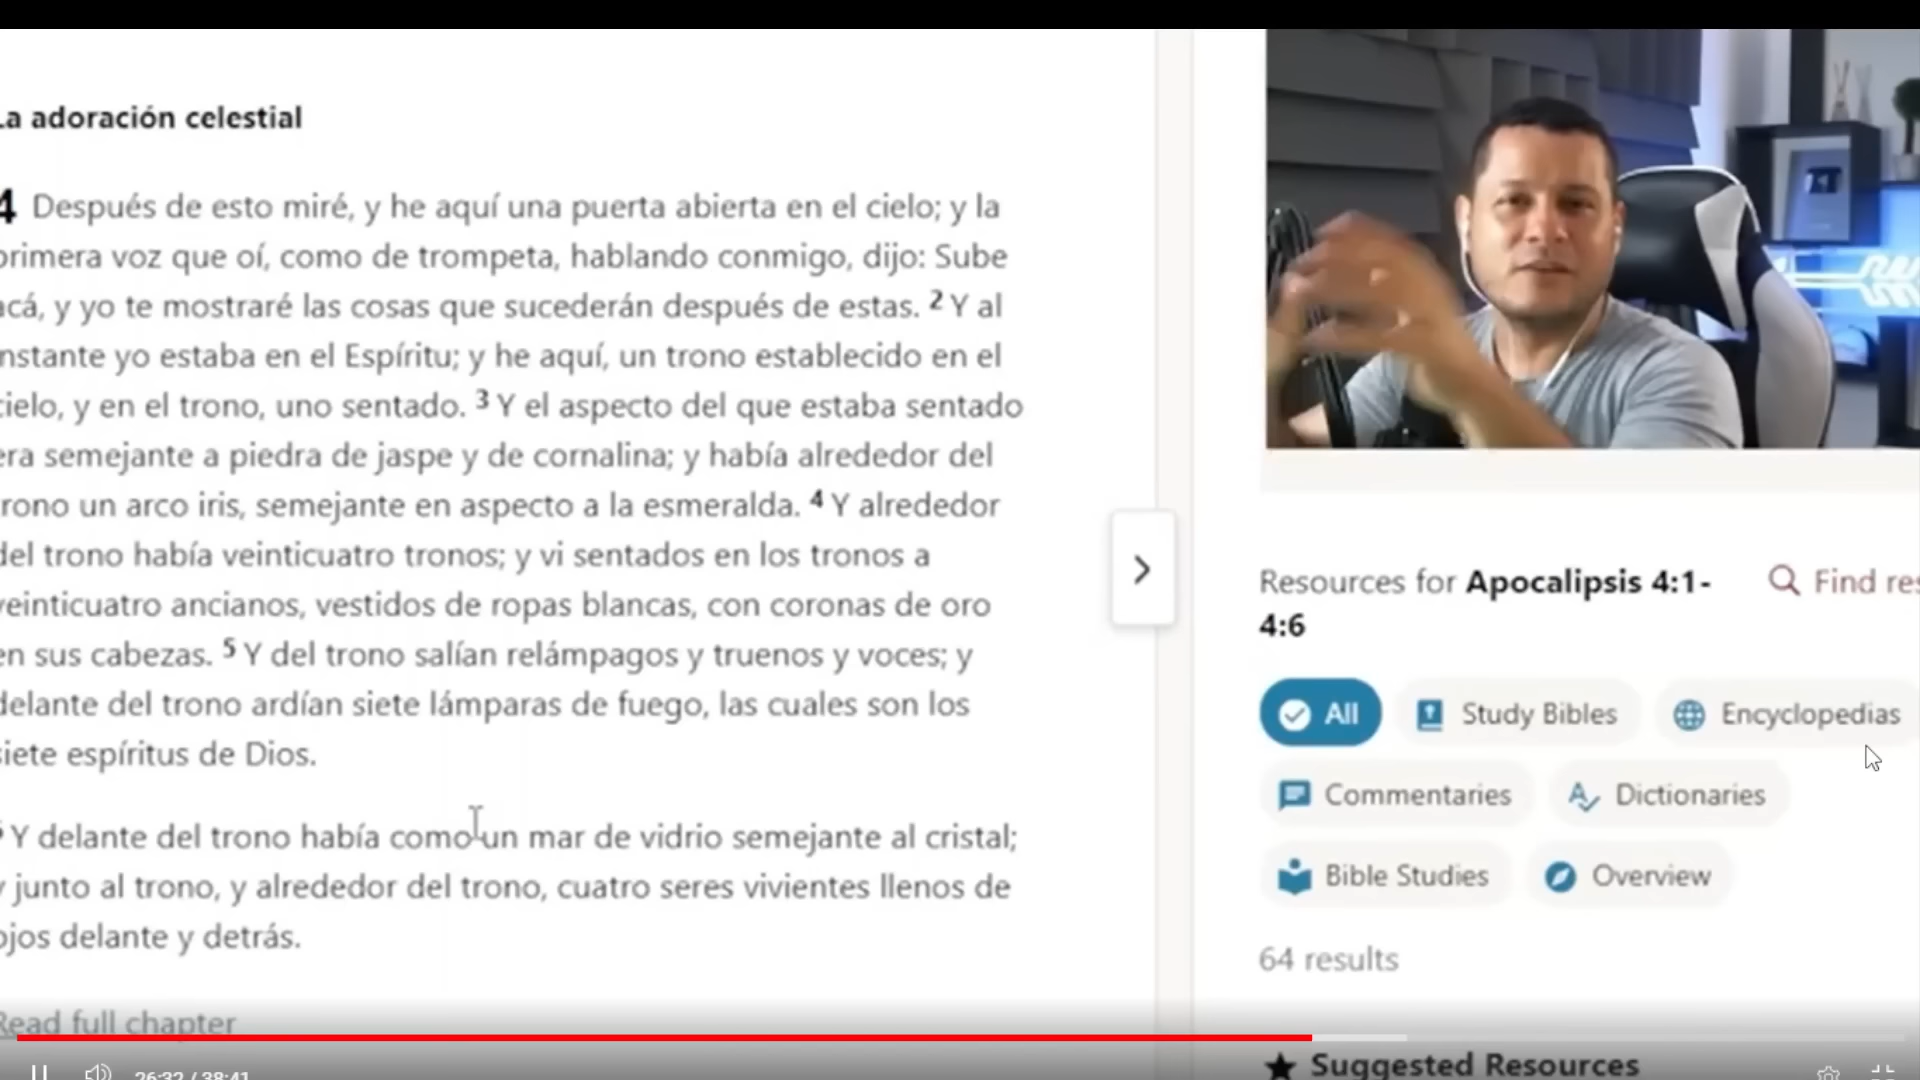 La adoración celestial
4 Después de esto miré, y he aquí una puerta abierta en el cielo; y la
primera voz que oí, como de trompeta, hablando conmigo, dijo: Sube
acá, y yo te mostraré las cosas que sucederán después de estas. 2 Y al
instante yo estaba en el Espíritu; y he aquí, un trono establecido en el
cielo, y en el trono, uno sentado. 3 Y el aspecto del que estaba sentado
era semejante a piedra de jaspe y de cornalina; y había alrededor del
trono un arco iris, semejante en aspecto a la esmeralda. 4 Y alrededor
del trono había veinticuatro tronos; y vi sentados en los tronos a
veinticuatro ancianos, vestidos de ropas blancas, con coronas de oro
en sus cabezas. 5 Y del trono salían relámpagos y truenos y voces; y
delante del trono ardían siete lámparas de fuego, las cuales son los
siete espíritus de Dios.
6 Y delante del trono había como un mar de vidrio semejante al cristal;
y junto al trono, y alrededor del trono, cuatro seres vivientes llenos de
ojos delante y detrás.
Read full chapter
26:32 / 38:41
Resources for Apocalipsis 4:1-
4:6
Find res
All
Study Bibles
Encyclopedias
Commentaries
Dictionaries
Bible Studies
Overview
64 results
Suggested Resources